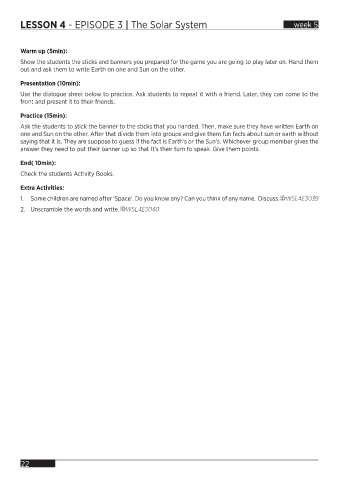 LESSON 4 - EPISODE 3 | The Solar System
week 5
Warm up (5min):
Show the students the sticks and banners you prepared for the game you are going to play later on. Hand them
out and ask them to write Earth on one and Sun on the other.
Presentation (10min):
Use the dialogue sheet below to practice. Ask students to repeat it with a friend. Later, they can come to the
front and present it to their friends.
Practice (15min):
Ask the students to stick the banner to the sticks that you handed. Then, make sure they have written Earth on
one and Sun on the other. After that divide them into groups and give them fun facts about sun or earth without
saying that it is. They are suppose to guess if the fact is Earth's or the Sun's. Whichever group member gives the
answer they need to put their banner up so that it's their turn to speak. Give them points.
End( 10min):
Check the students Activity Books.
Extra Activities:
1. Some children are named after 'Space'. Do you know any? Can you think of any name. Discuss. W5L4E3039
2. Unscramble the words and write. W5L4E3040
22